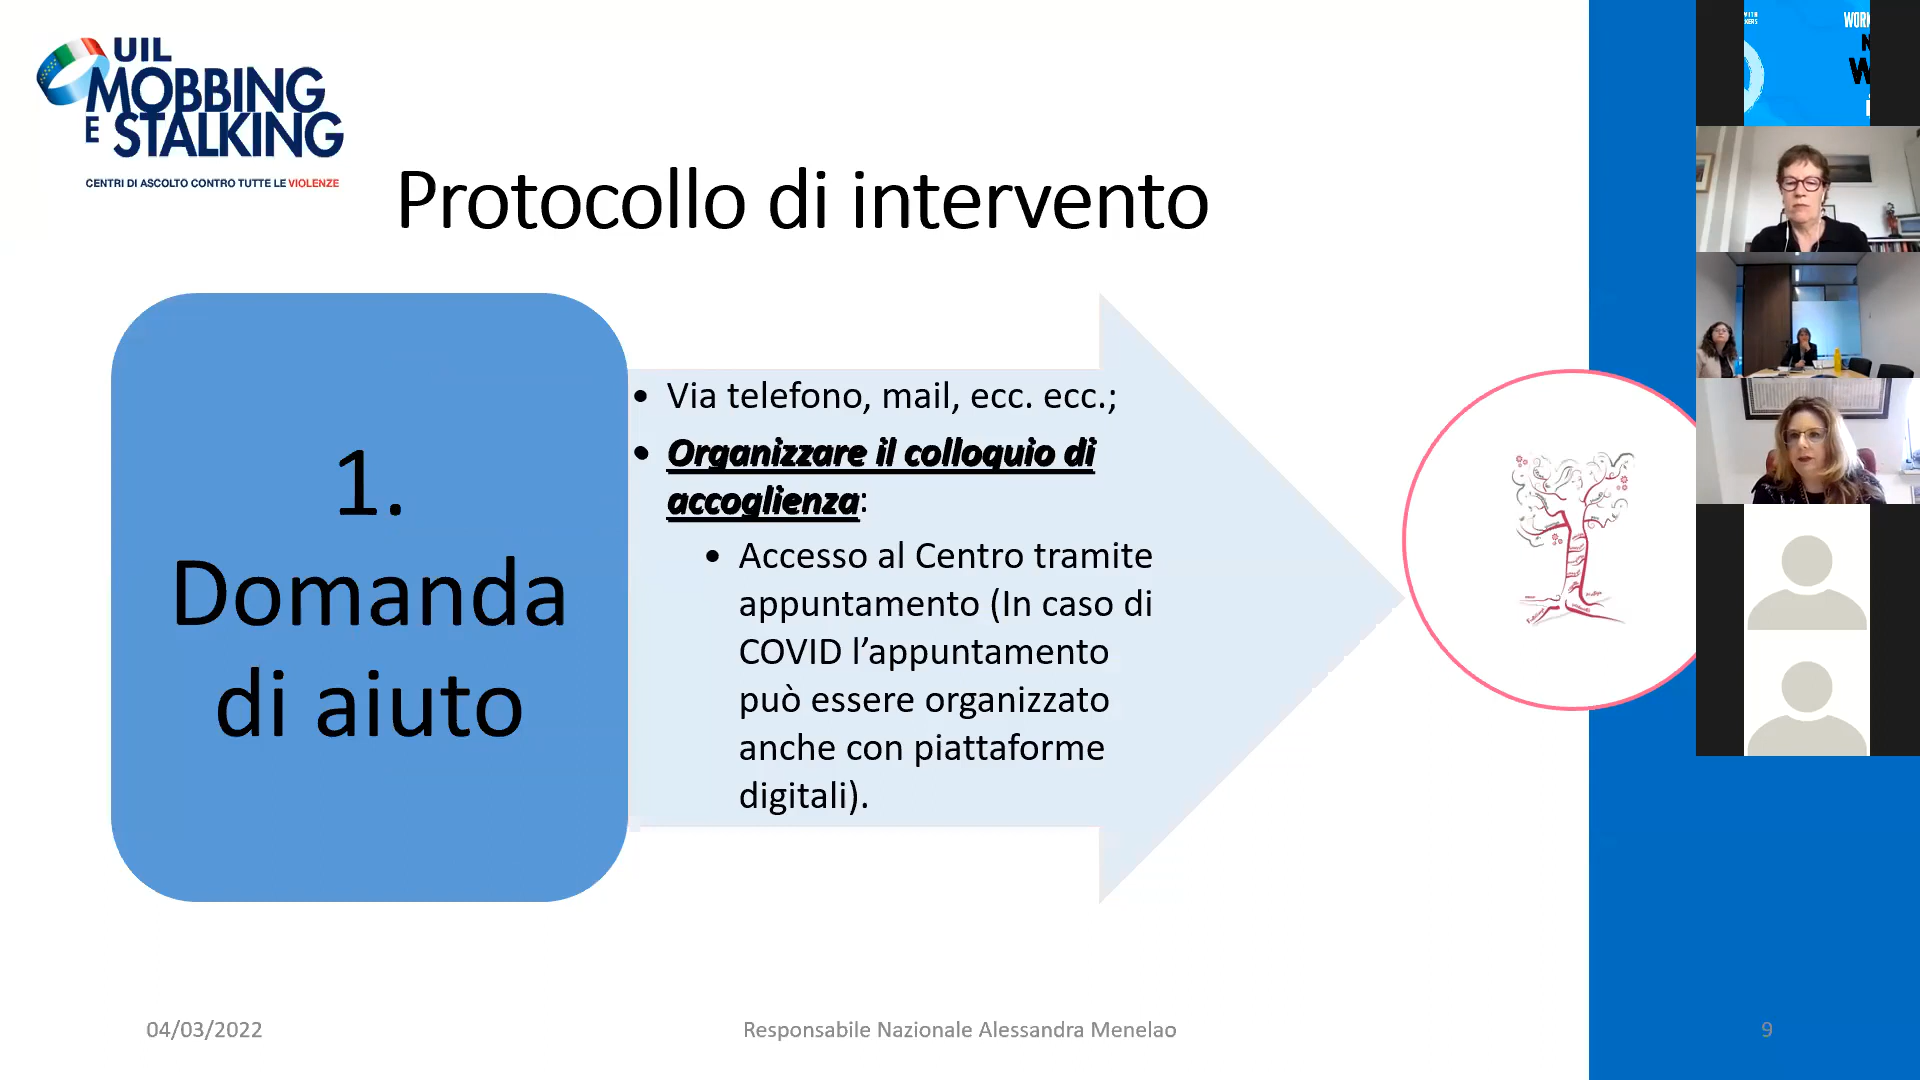 UIL
MOBBING
E STALKING
CENTRI DI ASCOLTO CONTRO TUTTE LE VIOLENZE
Protocollo di intervento
1.
Domanda
di aiuto
• Via telefono, mail, ecc. ecc.;
• Organizzare il colloquio di
accoglienza:
• Accesso al Centro tramite
appuntamento (In caso di
COVID l’appuntamento
può essere organizzato
anche con piattaforme
digitali).
04/03/2022
Responsabile Nazionale Alessandra Menelao
9